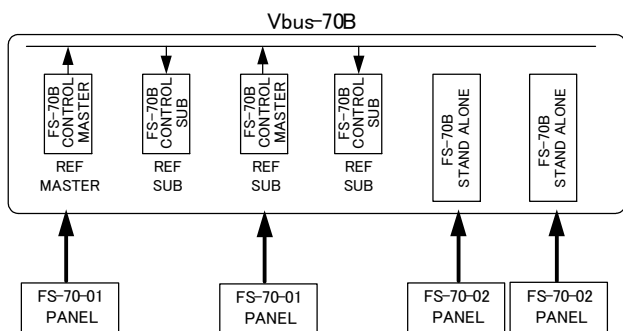 Vbus-70B
FS-70B
CONTROL
MASTER
FS-70B
CONTROL
SUB
FS-70B
CONTROL
MASTER
FS-70B
CONTROL
SUB
FS-70B
STAND ALONE
FS-70B
STAND ALONE
REF
MASTER
REF
SUB
REF
SUB
REF
SUB
FS-70-01
PANEL
FS-70-01
PANEL
FS-70-02
PANEL
FS-70-02
PANEL